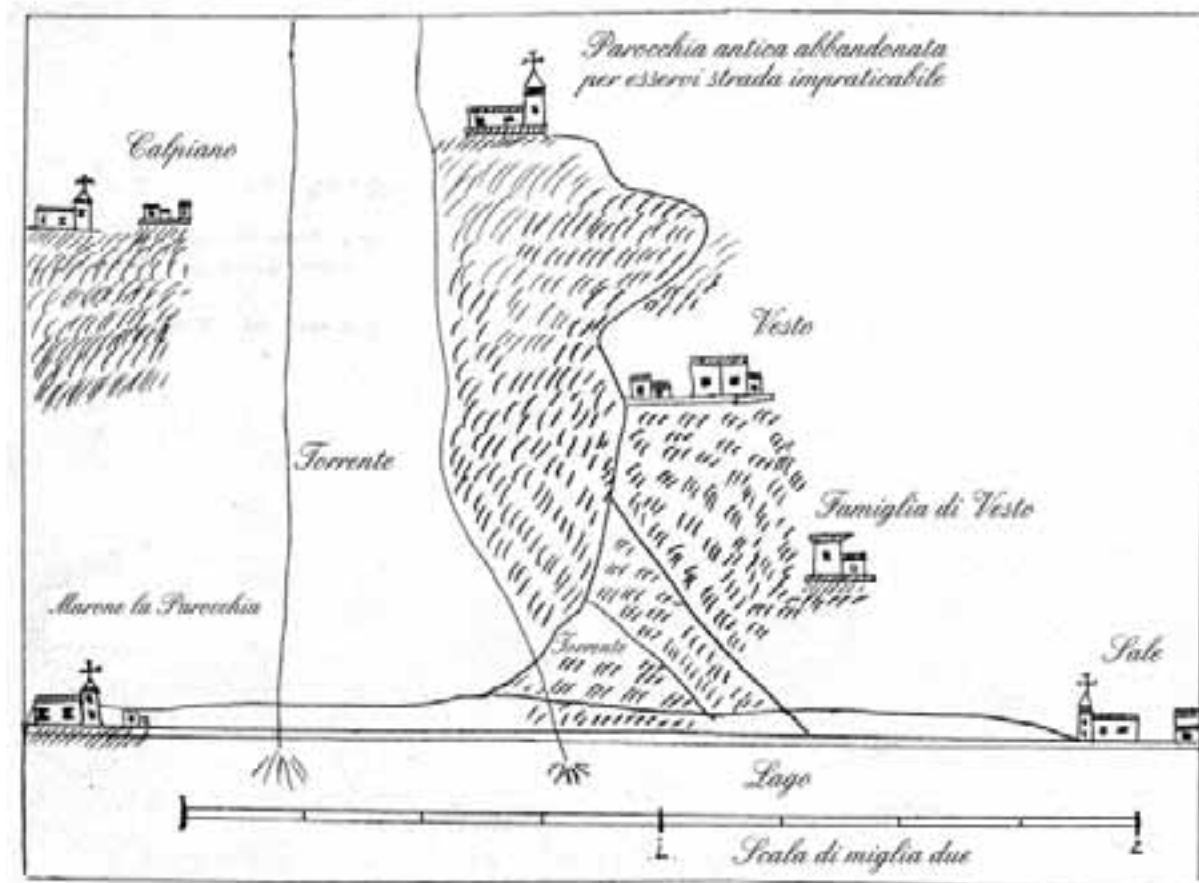 Parocchia antica abbandonata
per esservi strada impraticabile
Calpiano
Vesto
Torrente
Famiglia di Vesto
Marone la Parocchia
Torrente
Sale
Lago
1
2
Scala di miglia due